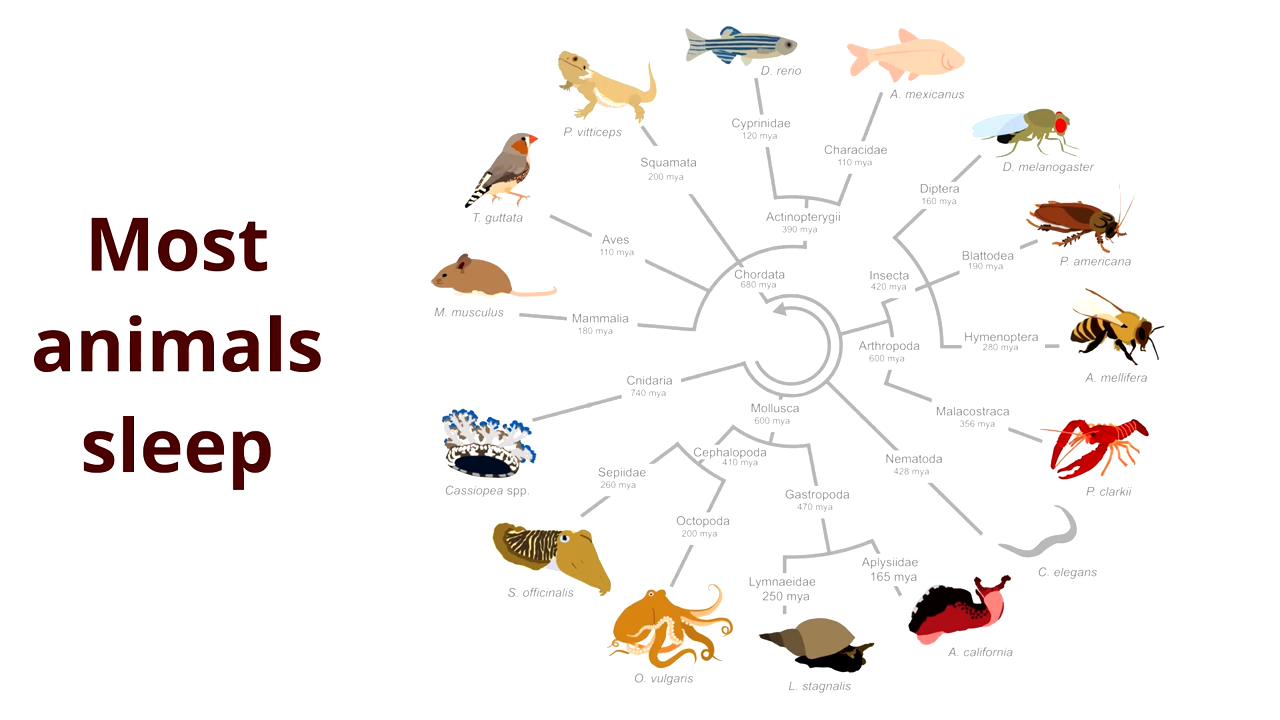 Most
animals
sleep
D. rerio
A. mexicanus
P. vitticeps
Cyprinidae
120 mya
Characidae
110 mya
Squamata
200 mya
D. melanogaster
Diptera
160 mya
T. guttata
Actinopterygii
390 mya
Aves
110 mya
Blattodea
190 mya
P. americana
Chordata
680 mya
Insecta
420 mya
M. musculus
Mammalia
180 mya
Hymenoptera
280 mya
Arthropoda
600 mya
A. mellifera
Cnidaria
740 mya
Mollusca
600 mya
Malacostraca
356 mya
Cephalopoda
410 mya
Nematoda
428 mya
Cassiopea spp.
P. clarkii
Sepiidae
260 mya
Gastropoda
470 mya
Octopoda
200 mya
Aplysiidae
165 mya
C. elegans
Lymnaeidae
250 mya
S. officinalis
A. california
O. vulgaris
L. stagnalis